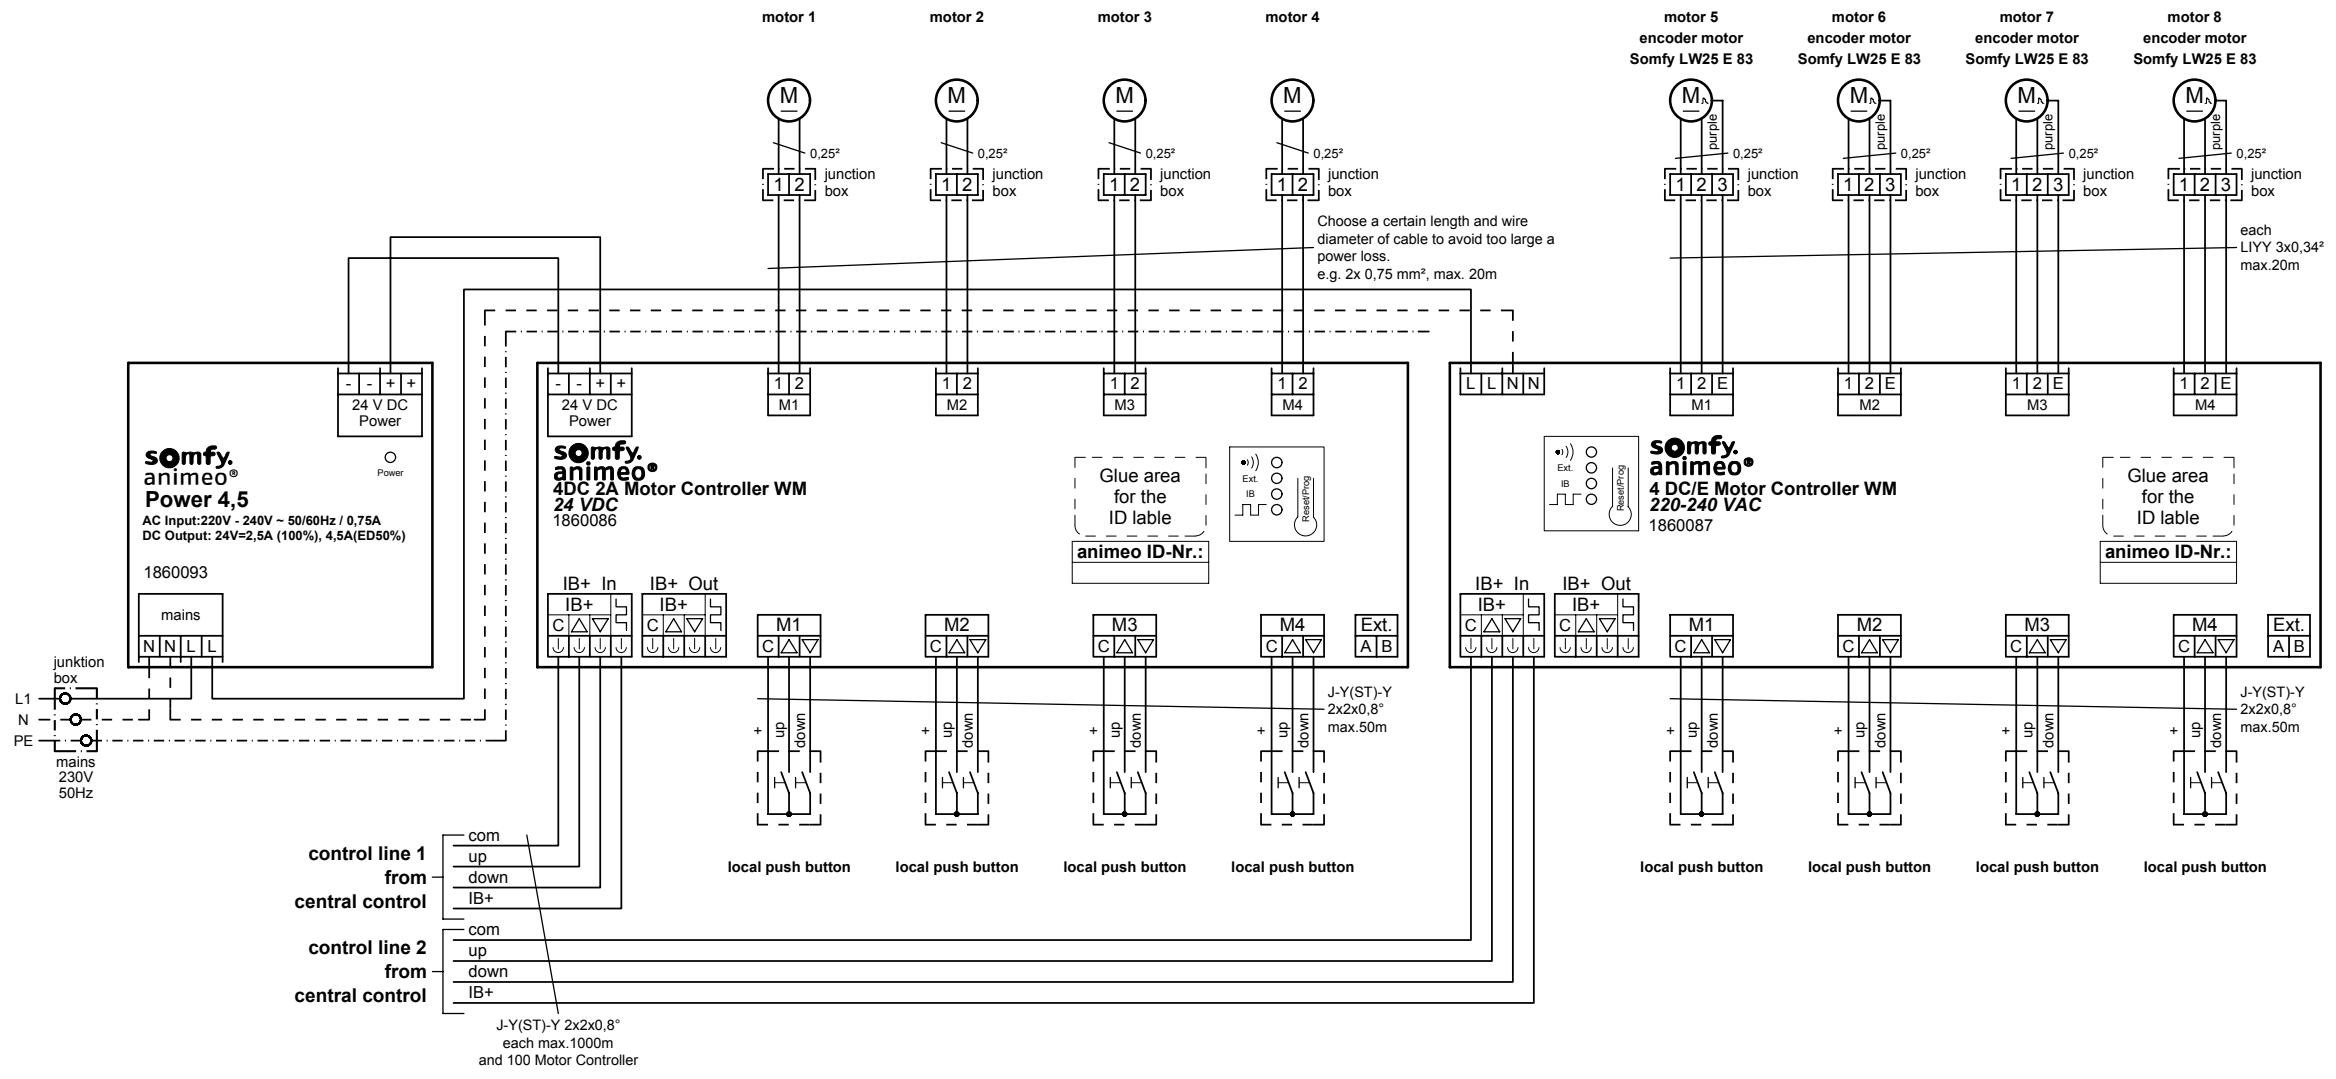 motor 1
motor 2
motor 3
motor 4
motor 5
encoder motor
Somfy LW25 E 83
motor 6
encoder motor
Somfy LW25 E 83
motor 7
encoder motor
Somfy LW25 E 83
motor 8
encoder motor
Somfy LW25 E 83
M
M
M
M
M
M
M
M
purple
purple
purple
purple
0,25²
0,25²
0,25²
0,25²
0,25²
0,25²
0,25²
0,25²
1 2
junction
box
1 2
junction
box
1 2
junction
box
1 2
junction
box
1 2 3
junction
box
1 2 3
junction
box
1 2 3
junction
box
1 2 3
junction
box
Choose a certain length and wire
diameter of cable to avoid too large a
power loss.
e.g. 2x 0,75 mm², max. 20m
each
LIYY 3x0,34²
max.20m
- - + +
24 V DC
Power
somfy.
animeo®
Power 4,5
Power
AC Input:220V - 240V ~ 50/60Hz / 0,75A
DC Output: 24V=2,5A (100%), 4,5A(ED50%)
1860093
mains
N N L L
junktion
box
L1
N
PE
mains
230V
50Hz
- - + +
24 V DC
Power
1 2
M1
1 2
M2
1 2
M3
1 2
M4
somfy.
animeo®
4DC 2A Motor Controller WM
24 VDC
1860086
Glue area
for the
ID lable
animeo ID-Nr.:
Ext.
IB
Reset/Prog
IB+ In
IB+
C
IB+ Out
IB+
C
M1
C
M2
C
M3
C
M4
C
Ext.
A B
L L N N
1 2 E
M1
1 2 E
M2
1 2 E
M3
1 2 E
M4
Ext.
IB
Reset/Prog
somfy.
animeo®
4 DC/E Motor Controller WM
220-240 VAC
1860087
Glue area
for the
ID lable
animeo ID-Nr.:
IB+ In
IB+
C
IB+ Out
IB+
C
M1
C
M2
C
M3
C
M4
C
Ext.
A B
J-Y(ST)-Y
2x2x0,8°
max.50m
J-Y(ST)-Y
2x2x0,8°
max.50m
+ up down
+ up down
+ up down
+ up down
+ up down
+ up down
+ up down
+ up down
local push button
local push button
local push button
local push button
local push button
local push button
local push button
local push button
control line 1
from
central control
com
up
down
IB+
control line 2
from
central control
com
up
down
IB+
J-Y(ST)-Y 2x2x0,8°
each max.1000m
and 100 Motor Controller